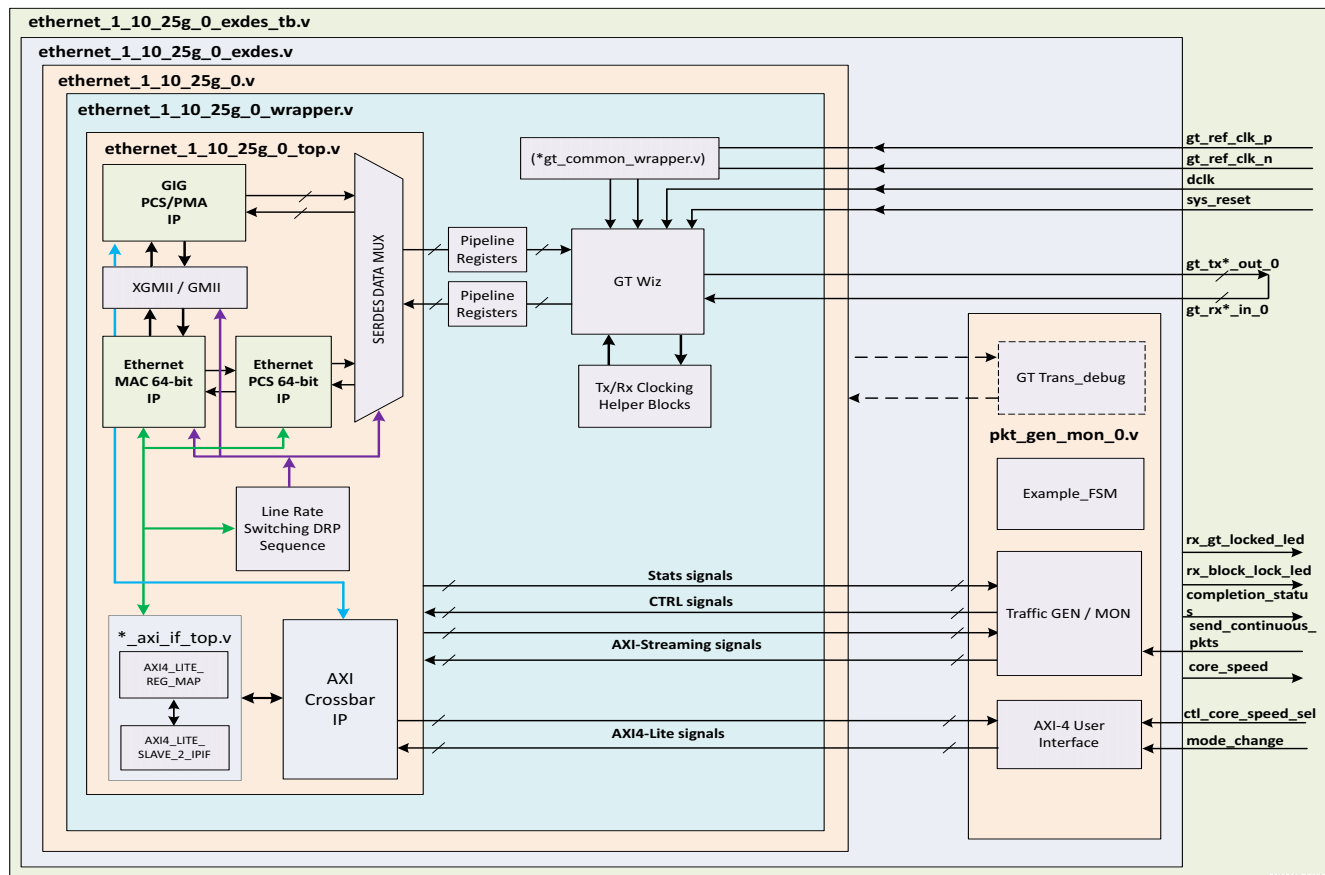 ethernet_1_10_25g_0_exdes_tb.v
ethernet_1_10_25g_0_exdes.v
ethernet_1_10_25g_0.v
ethernet_1_10_25g_0_wrapper.v
ethernet_1_10_25g_0_top.v
GIG
PCS/PMA
IP
XGMII / GMII
Ethernet
MAC 64-bit
IP
Ethernet
PCS 64-bit
IP
SERDES DATA MUX
Line Rate
Switching DRP
Sequence
*_axi_if_top.v
AXI4_LITE_
REG_MAP
AXI4_LITE_
SLAVE_2_IPIF
AXI
Crossbar
IP
Pipeline
Registers
Pipeline
Registers
(*gt_common_wrapper.v)
GT Wiz
Tx/Rx Clocking
Helper Blocks
Stats signals
CTRL signals
AXI-Streaming signals
AXI4-Lite signals
GT Trans_debug
pkt_gen_mon_0.v
Example_FSM
Traffic GEN / MON
AXI-4 User
Interface
gt_ref_clk_p
gt_ref_clk_n
dclk
sys_reset
gt_tx*_out_0
gt_rx*_in_0
rx_gt_locked_led
rx_block_lock_led
completion_statu
s
send_continuous_
pkts
core_speed
ctl_core_speed_sel
mode_change